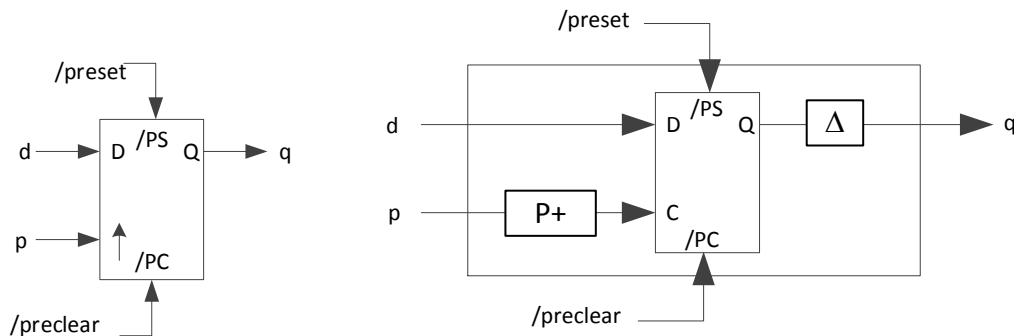 /preset
d
D
/PS
Q
q
p
/PC
/preclear
/preset
d
D
/PS
Q
Δ
q
p
P+
C
/PC
/preclear